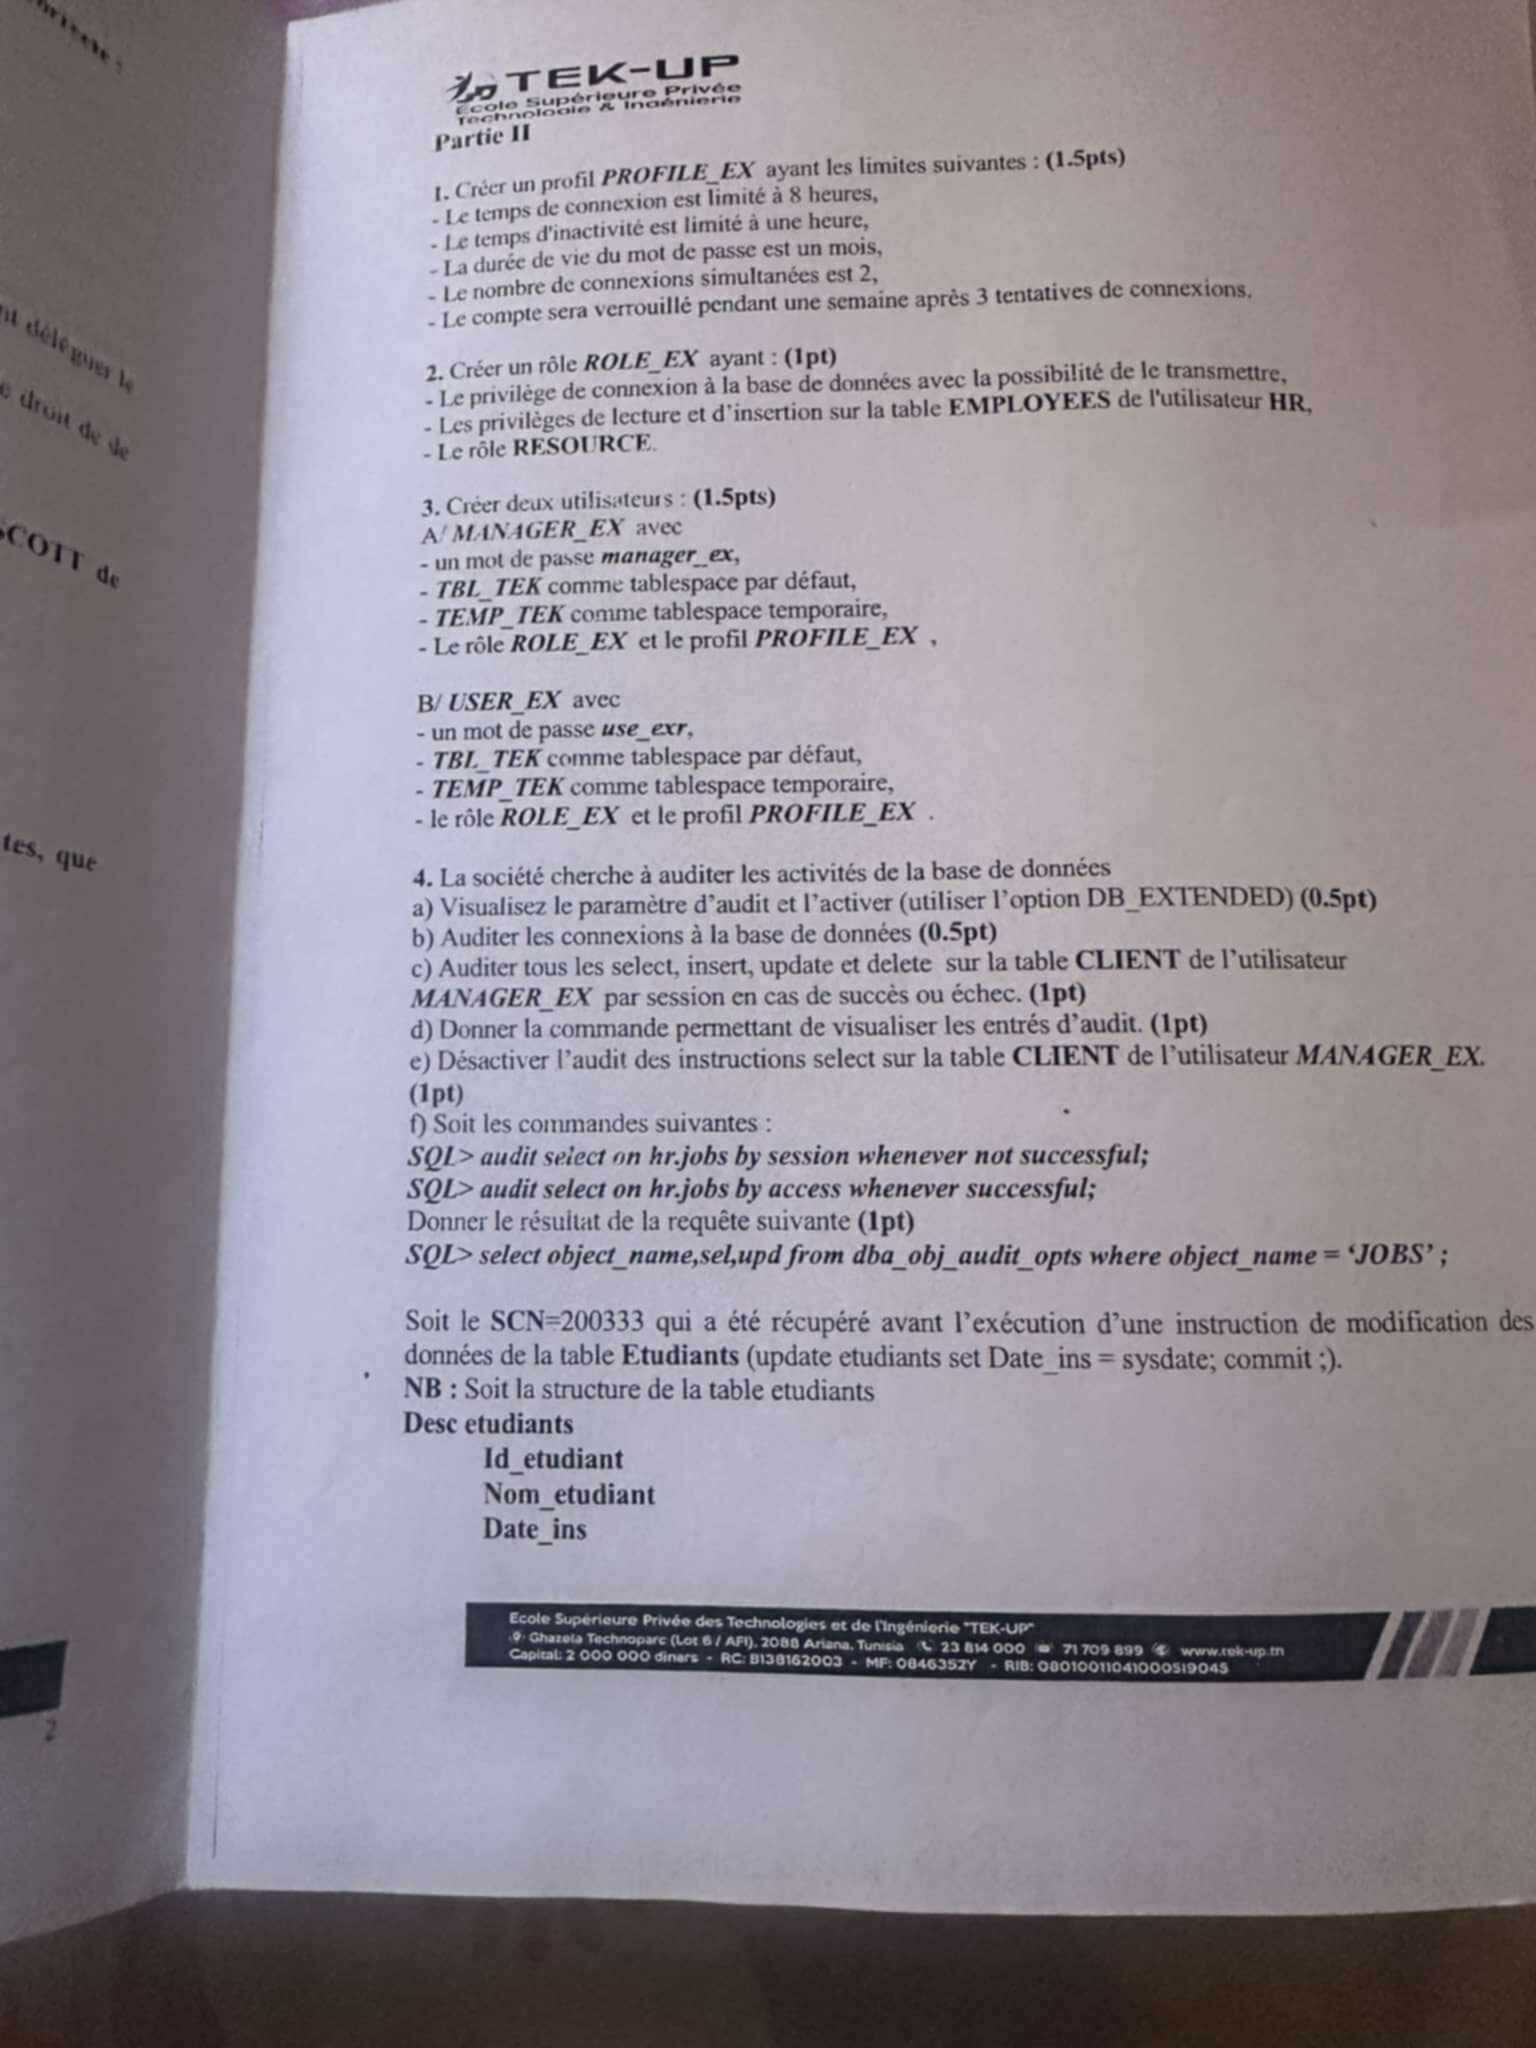 nt déléguer le
e droit de de
SCOTT de
tes, que
2
TEK-UP
École Supérieure Privée
Technologie & Ingénierie
Partie II
1. Créer un profil PROFILE_EX ayant les limites suivantes : (1.5pts)
- Le temps de connexion est limité à 8 heures,
- Le temps d'inactivité est limité à une heure,
- La durée de vie du mot de passe est un mois,
- Le nombre de connexions simultanées est 2,
- Le compte sera verrouillé pendant une semaine après 3 tentatives de connexions.
2. Créer un rôle ROLE_EX ayant : (1pt)
- Le privilège de connexion à la base de données avec la possibilité de le transmettre,
- Les privilèges de lecture et d'insertion sur la table EMPLOYEES de l'utilisateur HR,
- Le rôle RESOURCE.
3. Créer deux utilisateurs : (1.5pts)
A/ MANAGER_EX avec
- un mot de passe manager_ex,
- TBL_TEK comme tablespace par défaut,
- TEMP_TEK comme tablespace temporaire,
- Le rôle ROLE_EX et le profil PROFILE_EX ,
B/ USER_EX avec
- un mot de passe use_exr,
- TBL_TEK comme tablespace par défaut,
- TEMP_TEK comme tablespace temporaire,
- le rôle ROLE_EX et le profil PROFILE_EX .
4. La société cherche à auditer les activités de la base de données
a) Visualisez le paramètre d'audit et l'activer (utiliser l'option DB_EXTENDED) (0.5pt)
b) Auditer les connexions à la base de données (0.5pt)
c) Auditer tous les select, insert, update et delete sur la table CLIENT de l'utilisateur
MANAGER_EX par session en cas de succès ou échec. (1pt)
d) Donner la commande permettant de visualiser les entrés d'audit. (1pt)
e) Désactiver l'audit des instructions select sur la table CLIENT de l'utilisateur MANAGER_EX.
(1pt)
f) Soit les commandes suivantes :
SQL> audit select on hr.jobs by session whenever not successful;
SQL> audit select on hr.jobs by access whenever successful;
Donner le résultat de la requête suivante (1pt)
SQL> select object_name,sel,upd from dba_obj_audit_opts where object_name = ‘JOBS’ ;
Soit le SCN=200333 qui a été récupéré avant l'exécution d'une instruction de modification des
données de la table Etudiants (update etudiants set Date_ins = sysdate; commit ;).
NB : Soit la structure de la table etudiants
Desc etudiants
Id_etudiant
Nom_etudiant
Date_ins
Ecole Supérieure Privée des Technologies et de l'Ingénierie "TEK-UP"
Ghazela Technoparc (Lot 6 / AFI), 2088 Ariana, Tunisia 23 814 000 71 709 899 www.tek-up.tn
Capital: 2 000 000 dinars - RC: B138162003 - MF: 0846352Y - RIB: 08010011041000519045